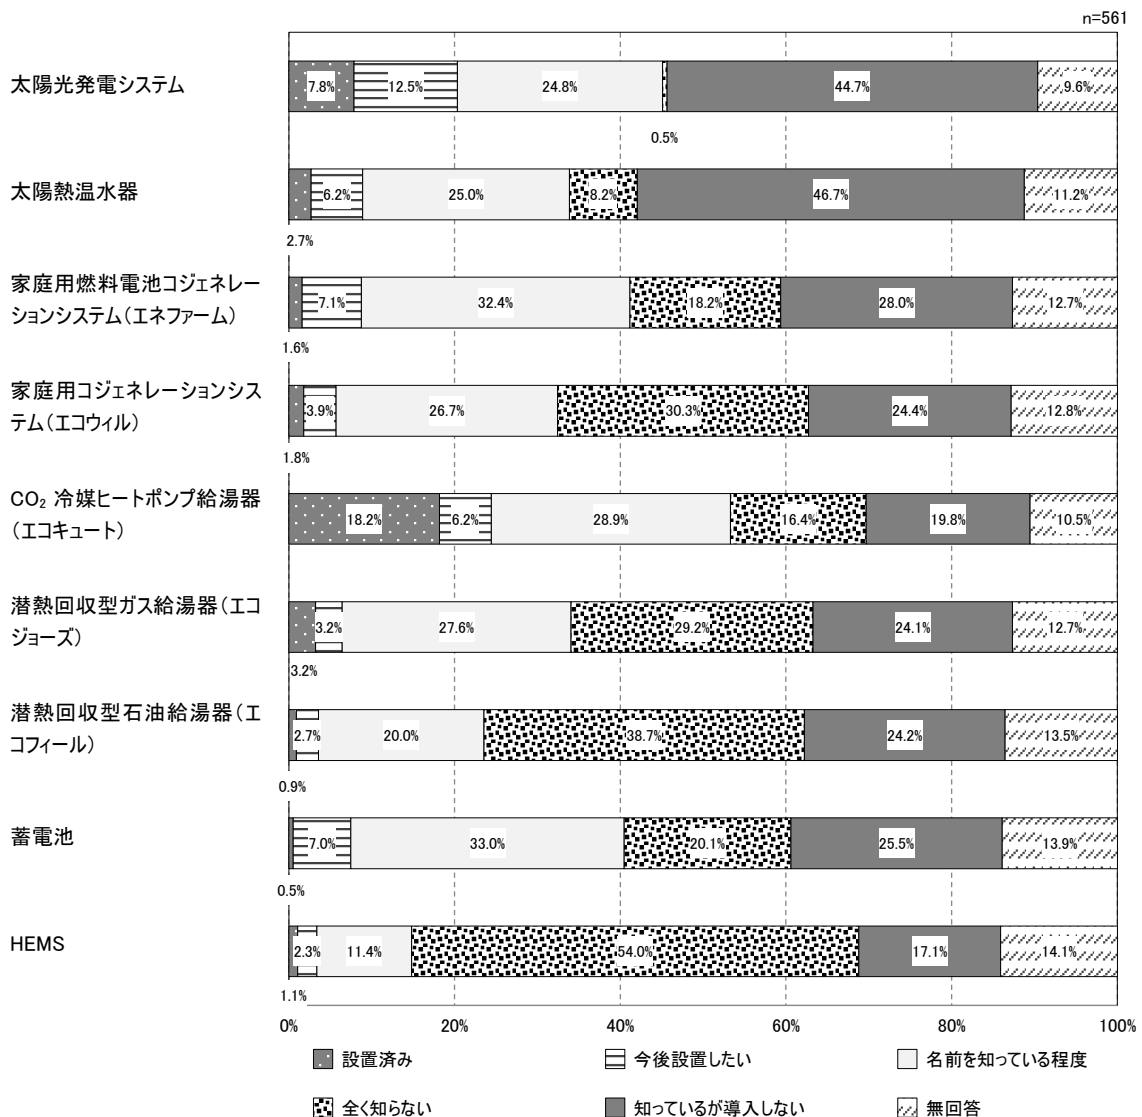 n=561
太陽光発電システム
7.8% 12.5% 24.8% 44.7% 9.6%
0.5%
太陽熱温水器
6.2% 25.0% 8.2% 46.7% 11.2%
2.7%
家庭用燃料電池コジェネレー
ションシステム（エネファーム）
7.1% 32.4% 18.2% 28.0% 12.7%
1.6%
家庭用コジェネレーションシス
テム（エコウィル）
3.9% 26.7% 30.3% 24.4% 12.8%
1.8%
CO₂ 冷媒ヒートポンプ給湯器
（エコキュート）
18.2% 6.2% 28.9% 16.4% 19.8% 10.5%
潜熱回収型ガス給湯器（エコ
ジョーズ）
3.2% 27.6% 29.2% 24.1% 12.7%
3.2%
潜熱回収型石油給湯器（エ
コフィール）
2.7% 20.0% 38.7% 24.2% 13.5%
0.9%
蓄電池
7.0% 33.0% 20.1% 25.5% 13.9%
0.5%
HEMS
2.3% 11.4% 54.0% 17.1% 14.1%
1.1%
0% 20% 40% 60% 80% 100%
設置済み 今後設置したい 名前を知っている程度
全く知らない 知っているが導入しない 無回答